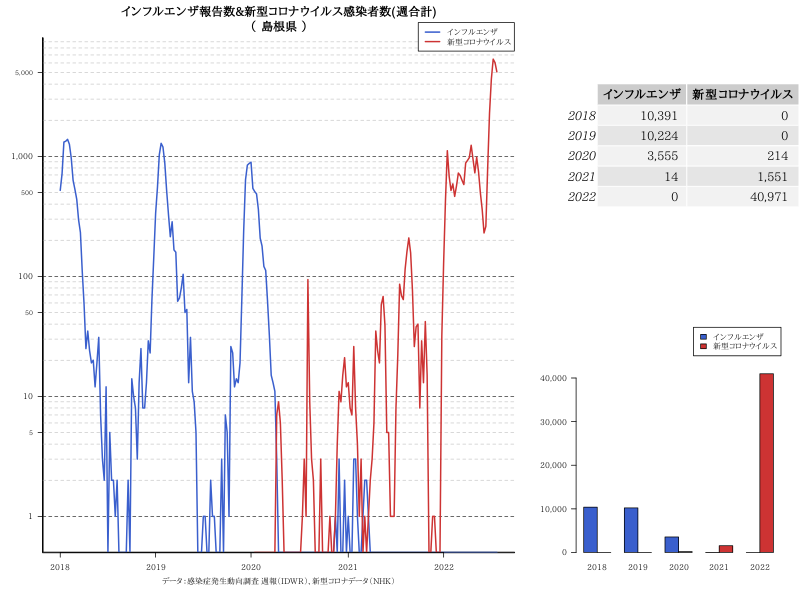 インフルエンザ報告数&新型コロナウイルス感染者数(週合計)
( 島根県 )
インフルエンザ
新型コロナウイルス
5,000
1,000
500
100
50
10
5
1
2018 2019 2020 2021 2022
データ：感染症発生動向調査 週報(IDWR)、新型コロナデータ(NHK)
インフルエンザ 新型コロナウイルス
2018 10,391 0
2019 10,224 0
2020 3,555 214
2021 14 1,551
2022 0 40,971
インフルエンザ
新型コロナウイルス
40,000
30,000
20,000
10,000
0
2018 2019 2020 2021 2022